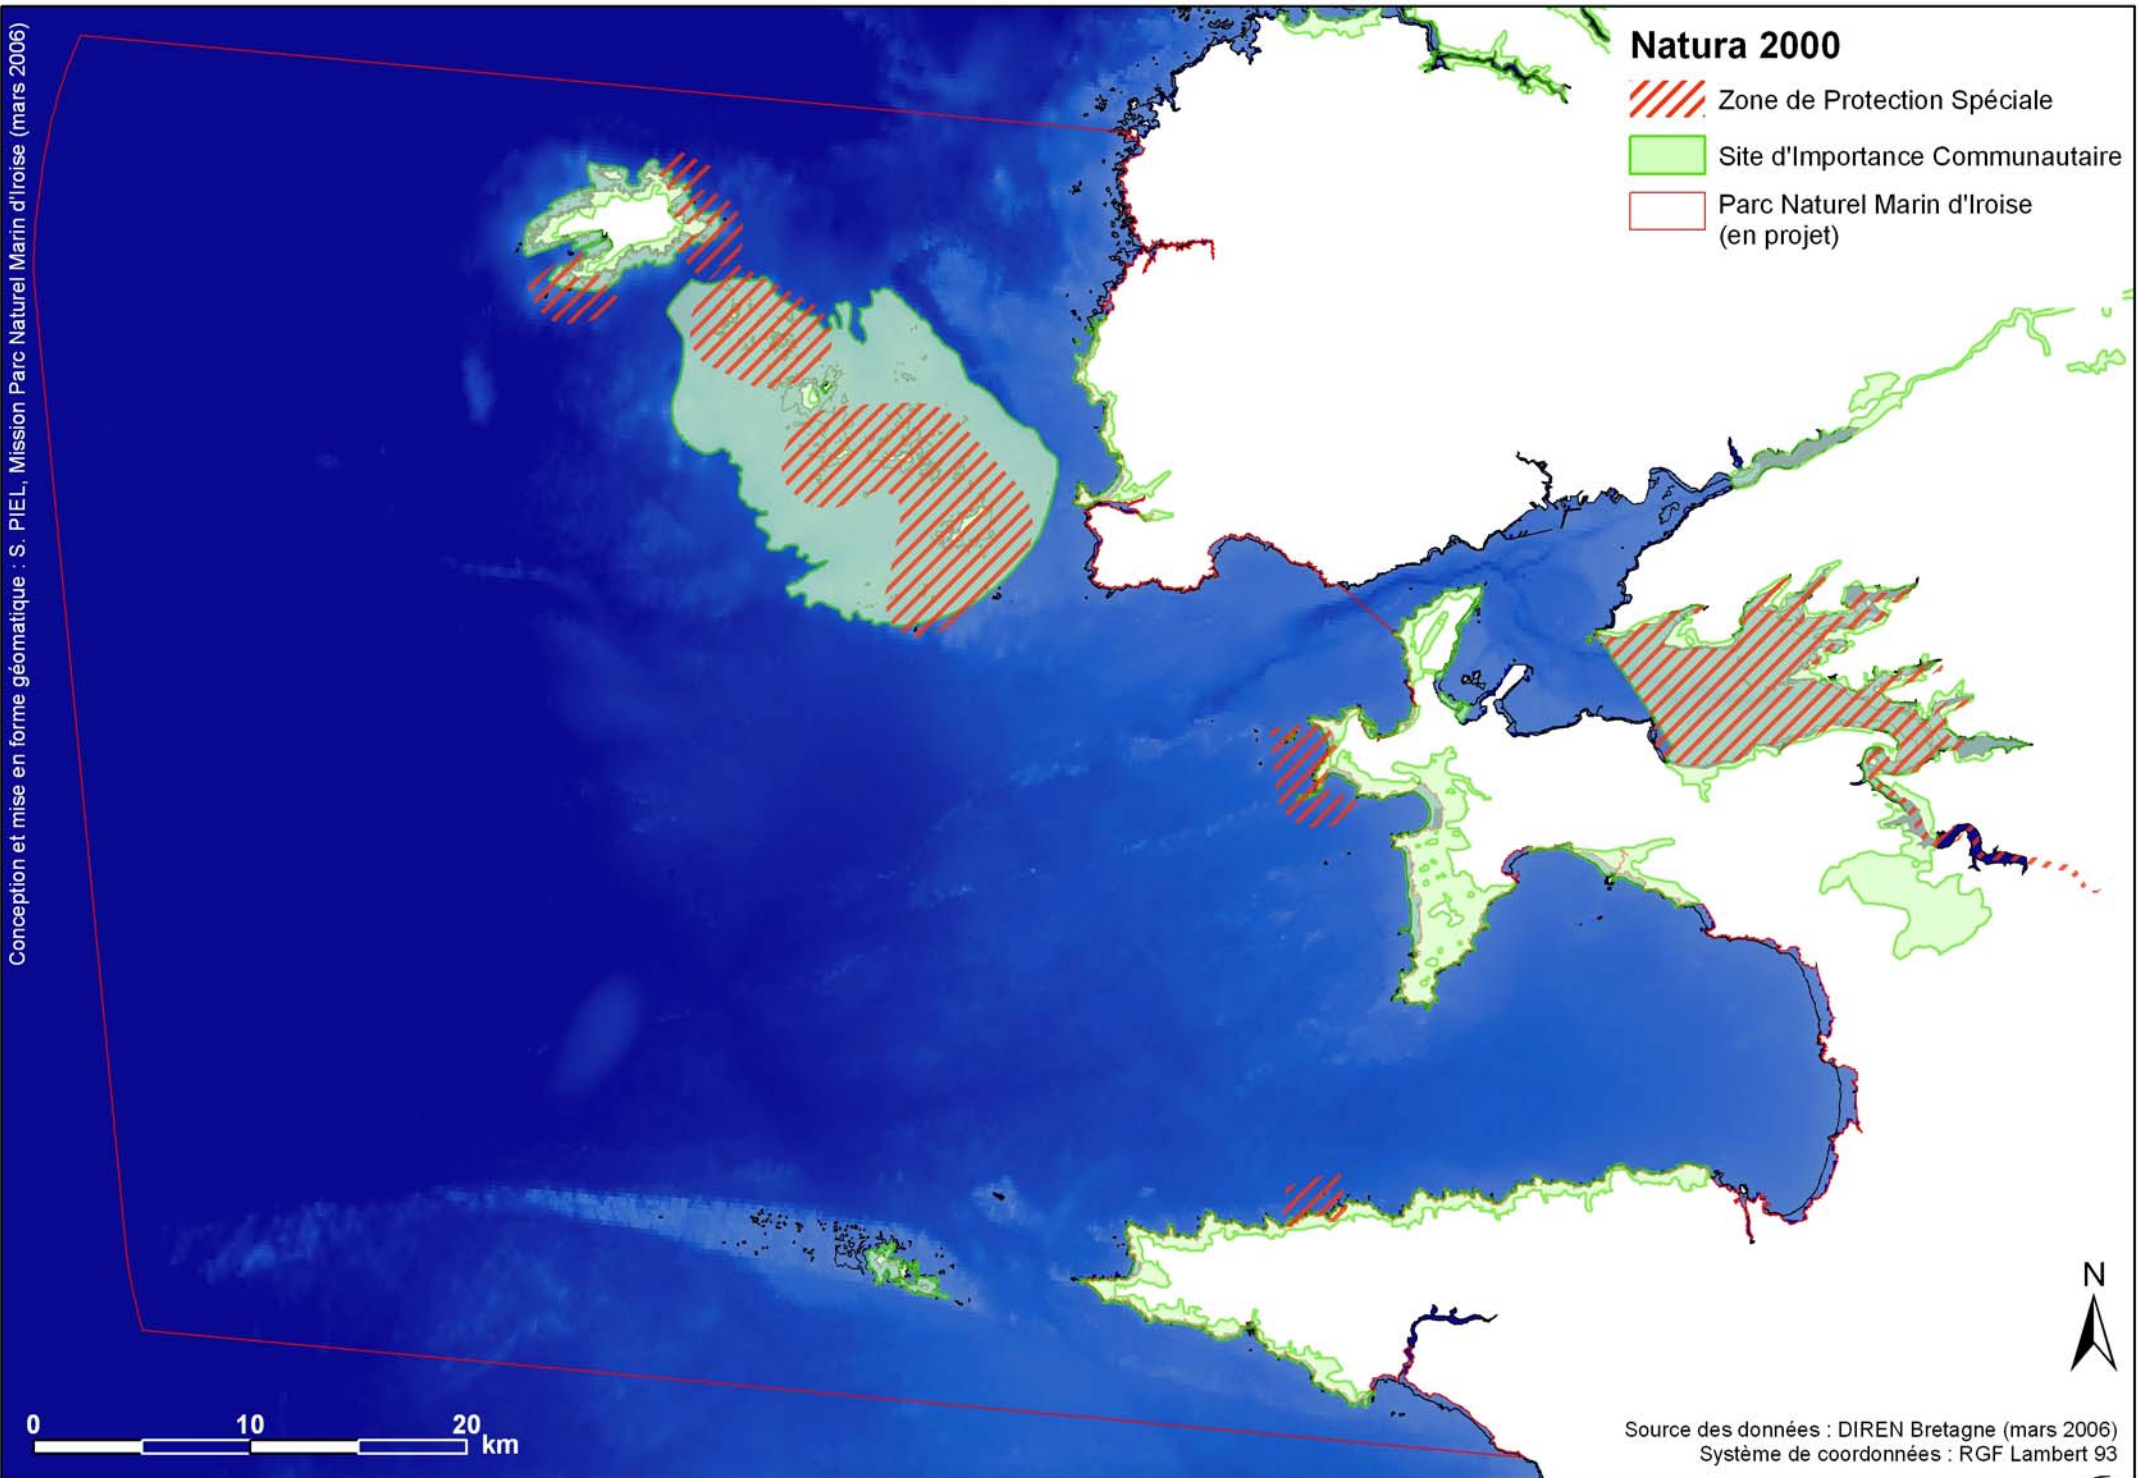 Natura 2000
Zone de Protection Spéciale
Site d'Importance Communautaire
Parc Naturel Marin d'Iroise
(en projet)
Conception et mise en forme géomatique : S. PIEL, Mission Parc Naturel Marin d'Iroise (mars 2006)
N
0 10 20
km
Source des données : DIREN Bretagne (mars 2006)
Système de coordonnées : RGF Lambert 93